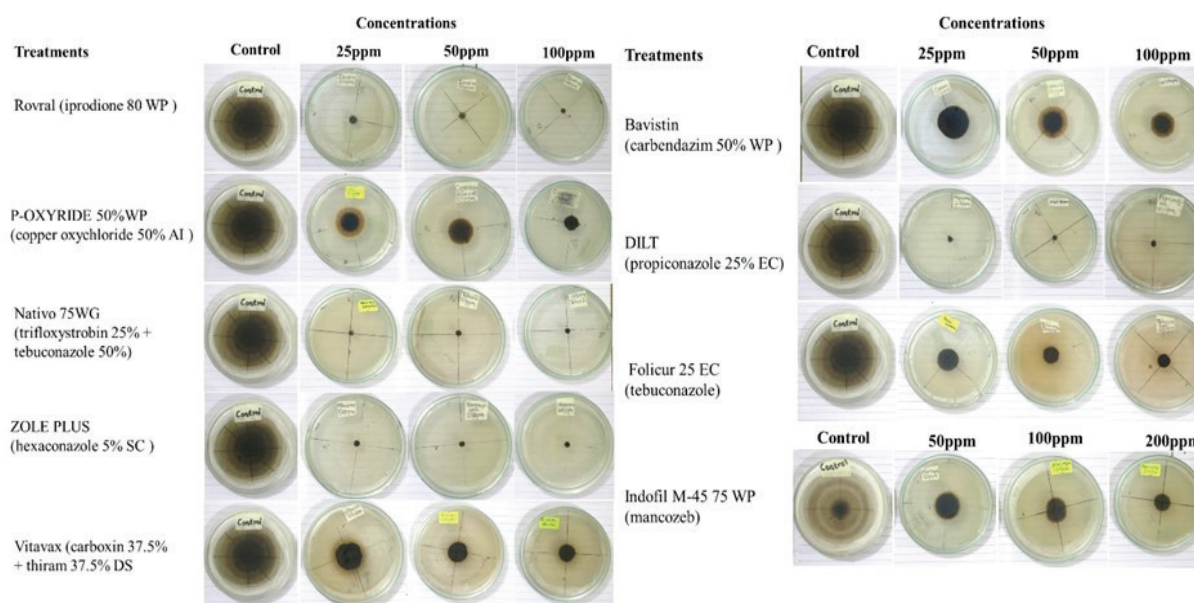 Concentrations
Treatments
Control 25ppm 50ppm 100ppm
Control
Rovral (iprodione 80 WP )
Control
P-OXYRIDE 50%WP
(copper oxychloride 50% AI )
Control
Nativo 75WG
(trifloxystrobin 25% +
tebuconazole 50%)
Control
ZOLE PLUS
(hexaconazole 5% SC )
Control
Vitavax (carboxin 37.5%
+ thiram 37.5% DS
Concentrations
Treatments
Control 25ppm 50ppm 100ppm
Control
Bavistin
(carbendazim 50% WP )
Control
DILT
(propiconazole 25% EC)
Control
Folicur 25 EC
(tebuconazole)
Control 50ppm 100ppm 200ppm
Control
Indofil M-45 75 WP
(mancozeb)